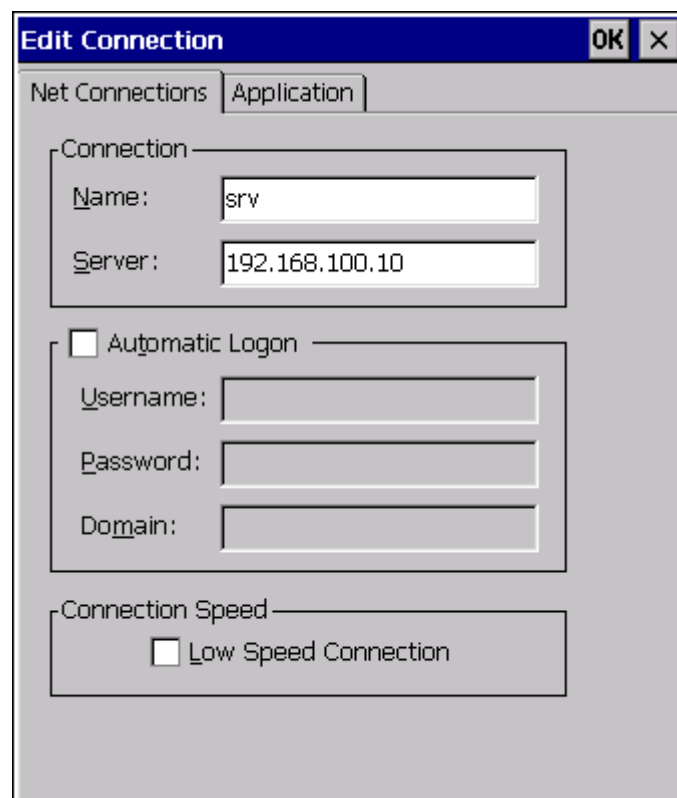 Edit Connection OK ×
Net Connections Application
Connection
Name: srv
Server: 192.168.100.10
Automatic Logon
Username:
Password:
Domain:
Connection Speed
Low Speed Connection